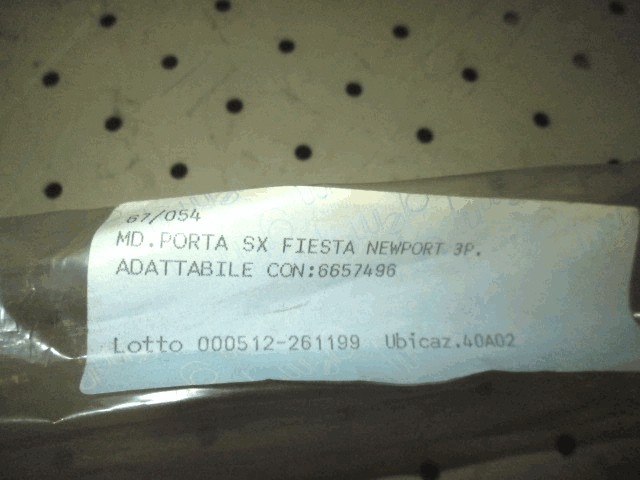 67/054
MD.PORTA SX FIESTA NEWPORT 3P.
ADATTABILE CON:6657496
Lotto 000512-261199 Ubicaz.40A02